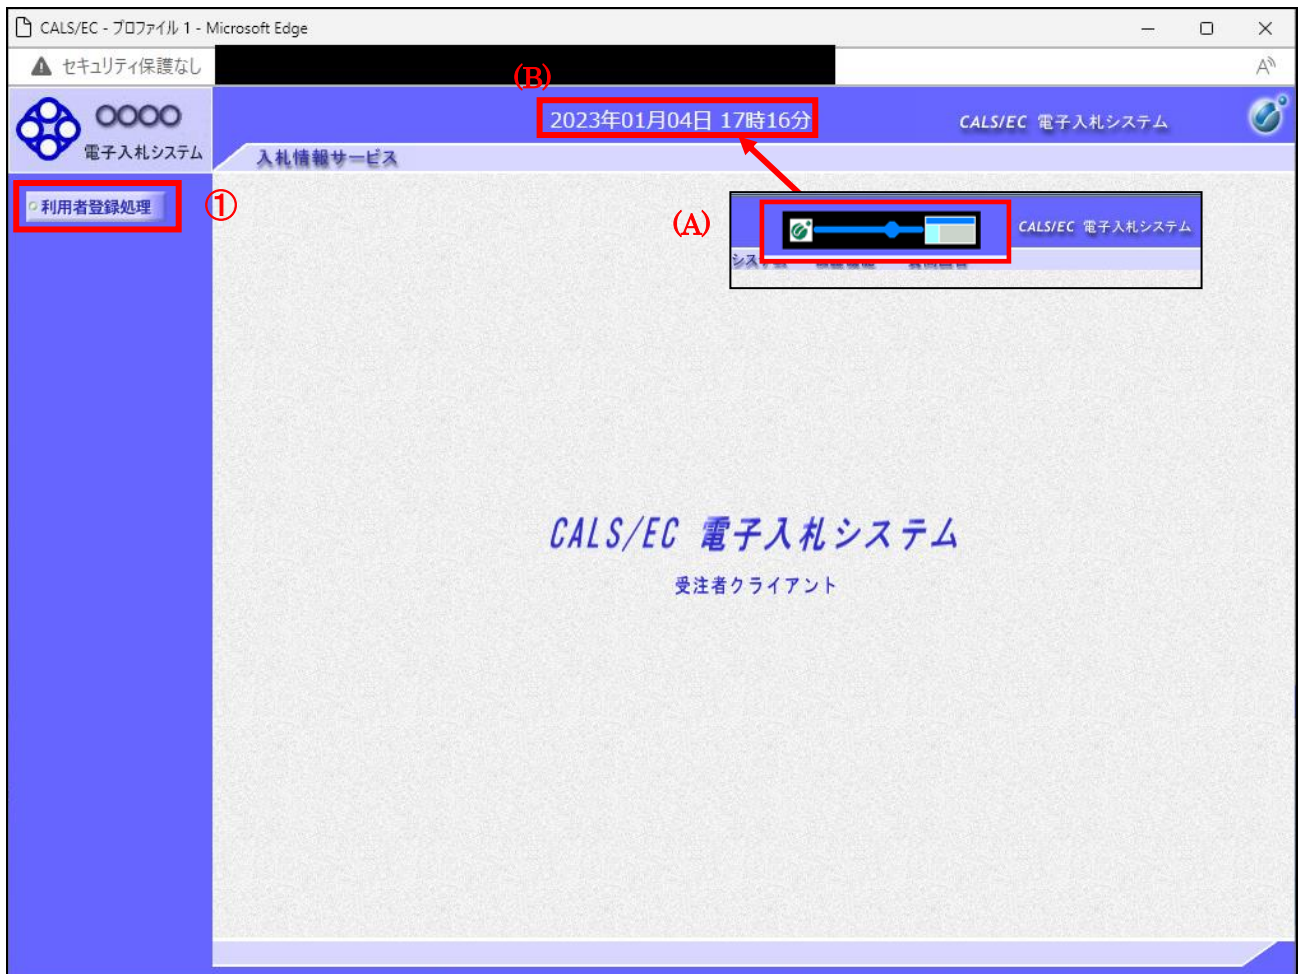 CALS/EC - プロファイル 1 - Microsoft Edge
セキュリティ保護なし
(B)
○○○○
電子入札システム
2023年01月04日 17時16分
CALS/EC 電子入札システム
入札情報サービス
利用者登録処理
①
(A)
CALS/EC 電子入札システム
CALS/EC 電子入札システム
受注者クライアント